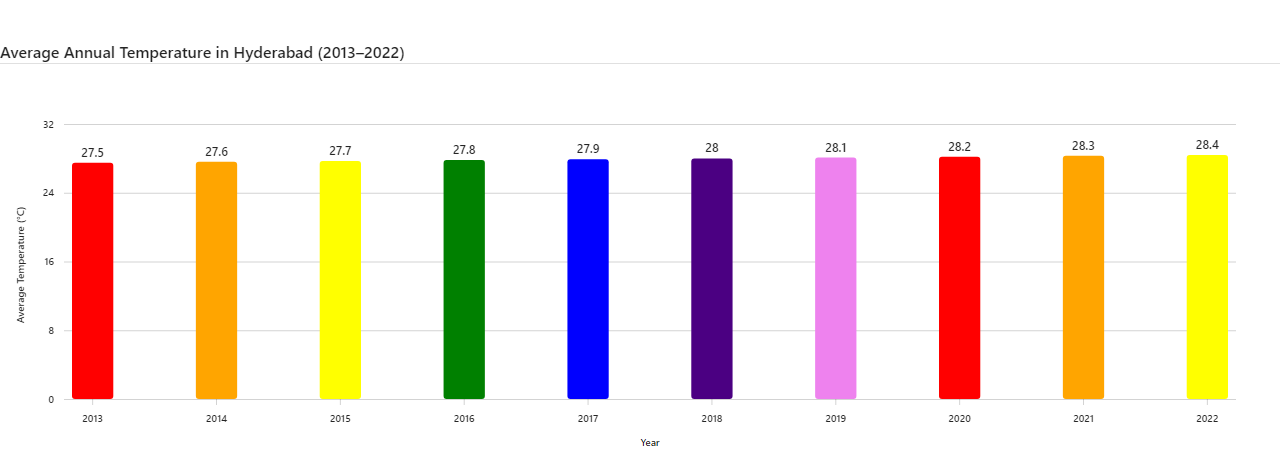 Average Annual Temperature in Hyderabad (2013–2022)
32
24
16
8
0
Average Temperature (°C)
27.5 27.6 27.7 27.8 27.9 28 28.1 28.2 28.3 28.4
2013 2014 2015 2016 2017 2018 2019 2020 2021 2022
Year